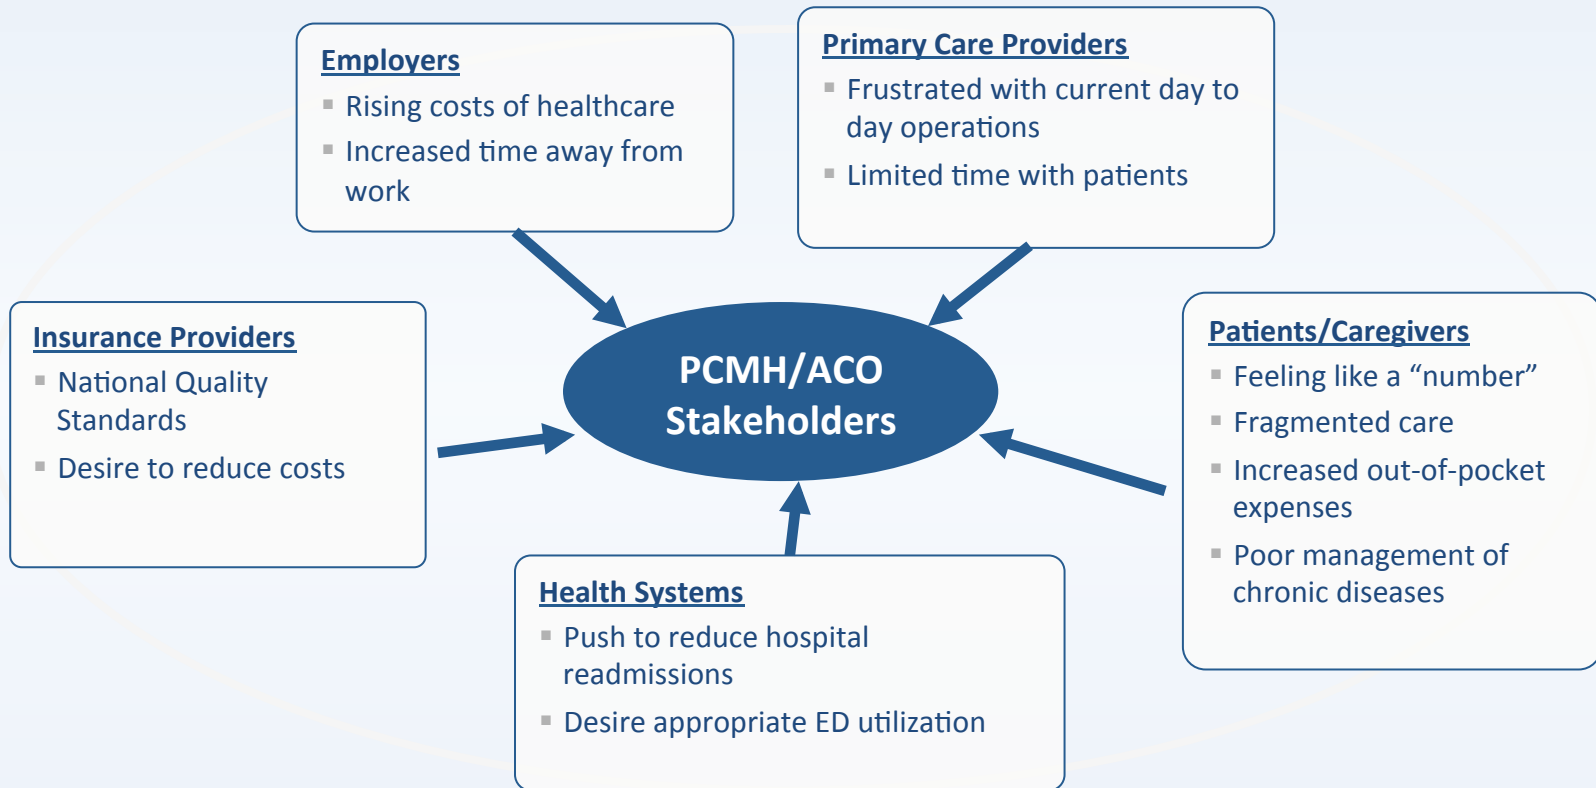 Employers
▪ Rising costs of healthcare
▪ Increased time away from
work
Primary Care Providers
▪ Frustrated with current day to
day operations
▪ Limited time with patients
Insurance Providers
▪ National Quality
Standards
▪ Desire to reduce costs
PCMH/ACO
Stakeholders
Patients/Caregivers
▪ Feeling like a “number”
▪ Fragmented care
▪ Increased out-of-pocket
expenses
▪ Poor management of
chronic diseases
Health Systems
▪ Push to reduce hospital
readmissions
▪ Desire appropriate ED utilization